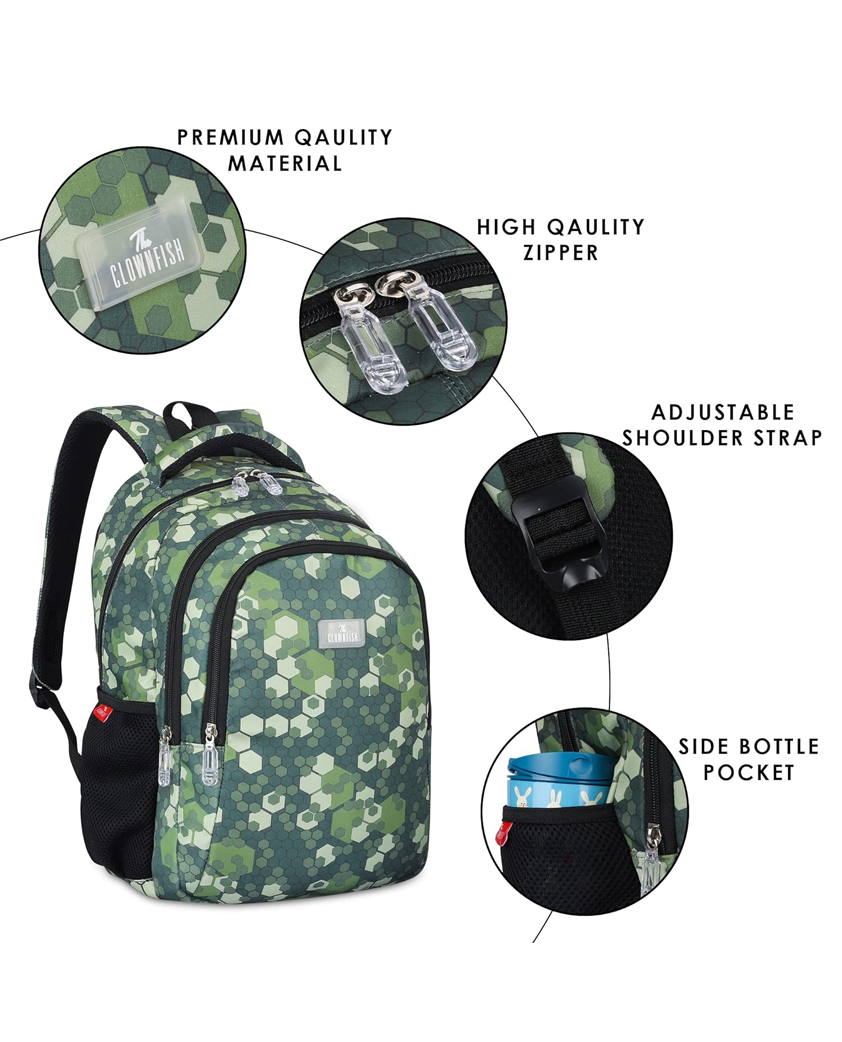 PREMIUM QAULITY
MATERIAL
The
CLOWNFISH
HIGH QAULITY
ZIPPER
ADJUSTABLE
SHOULDER STRAP
The
CLOWNFISH
SIDE BOTTLE
POCKET